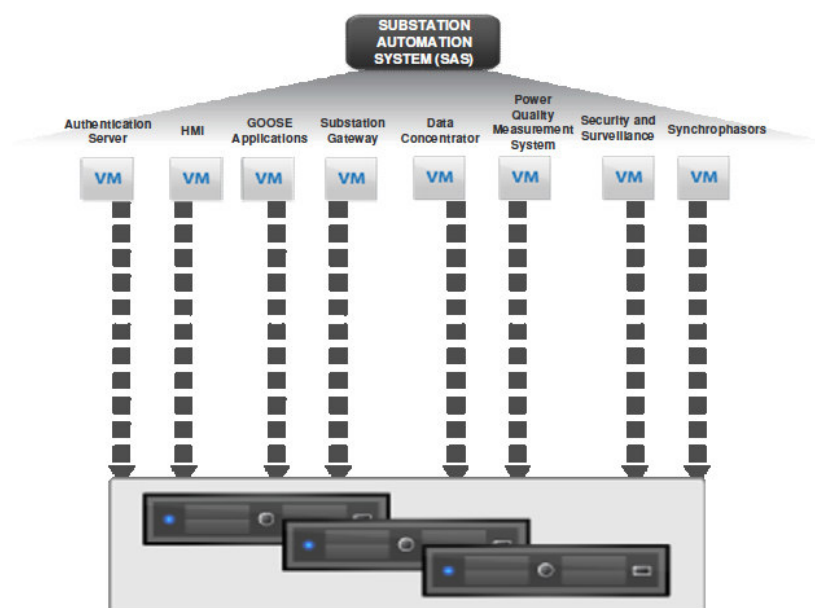 SUBSTATION
AUTOMATION
SYSTEM (SAS)
Authentication
Server
HMI
GOOSE
Applications
Substation
Gateway
Data
Concentrator
Power
Quality
Measurement
System
Security and
Surveillance
Synchrophasors
VM
VM
VM
VM
VM
VM
VM
VM